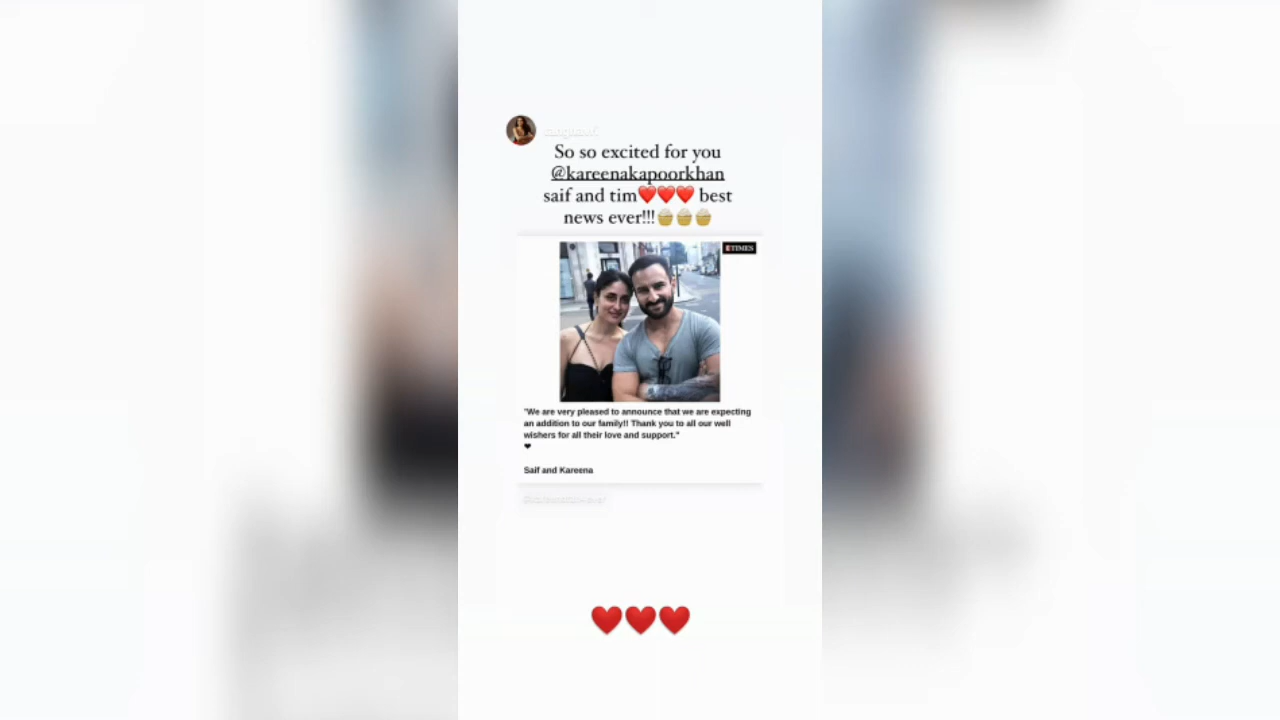 So so excited for you
@kareenakapoorkhan
saif and tim❤️❤️❤️ best
news ever!!!🧁🧁🧁
ETIMES
"We are very pleased to announce that we are expecting
an addition to our family!! Thank you to all our well
wishers for all their love and support."
❤
Saif and Kareena
❤️❤️❤️